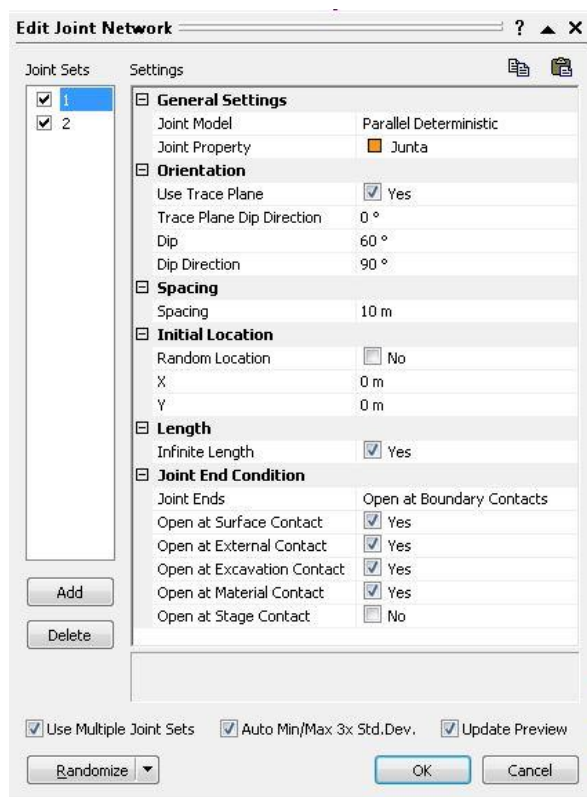 Edit Joint Network ?
Joint Sets Settings
1
2
General Settings
Joint Model Parallel Deterministic
Joint Property Junta
Orientation
Use Trace Plane Yes
Trace Plane Dip Direction 0 °
Dip 60 °
Dip Direction 90 °
Spacing
Spacing 10 m
Initial Location
Random Location No
X 0 m
Y 0 m
Length
Infinite Length Yes
Joint End Condition
Joint Ends Open at Boundary Contacts
Open at Surface Contact Yes
Open at External Contact Yes
Open at Excavation Contact Yes
Open at Material Contact Yes
Open at Stage Contact No
Add
Delete
Use Multiple Joint Sets Auto Min/Max 3x Std.Dev. Update Preview
Randomize OK Cancel